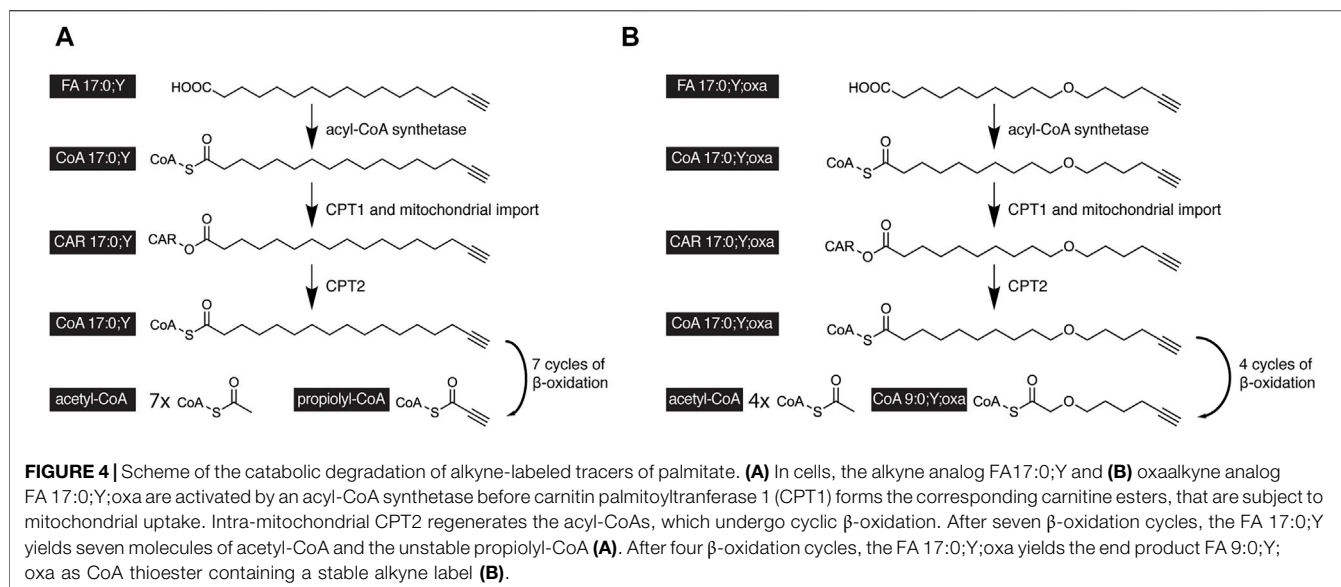 A
FA 17:0;Y
HOOC
acyl-CoA synthetase
CoA 17:0;Y
CoA
S
O
CPT1 and mitochondrial import
CAR 17:0;Y
CAR
O
O
CPT2
CoA 17:0;Y
CoA
S
O
7 cycles of
β-oxidation
acetyl-CoA
7x
CoA
S
O
propiolyl-CoA
CoA
S
O
B
FA 17:0;Y;oxa
HOOC
O
acyl-CoA synthetase
CoA 17:0;Y;oxa
CoA
S
O
O
CPT1 and mitochondrial import
CAR 17:0;Y;oxa
CAR
O
O
O
CPT2
CoA 17:0;Y;oxa
CoA
S
O
O
4 cycles of
β-oxidation
acetyl-CoA
4x
CoA
S
O
CoA 9:0;Y;oxa
CoA
S
O
O
FIGURE 4 | Scheme of the catabolic degradation of alkyne-labeled tracers of palmitate. (A) In cells, the alkyne analog FA17:0;Y and (B) oxaalkyne analog
FA 17:0;Y;oxa are activated by an acyl-CoA synthetase before carnitin palmitoyltranferase 1 (CPT1) forms the corresponding carnitine esters, that are subject to
mitochondrial uptake. Intra-mitochondrial CPT2 regenerates the acyl-CoAs, which undergo cyclic β-oxidation. After seven β-oxidation cycles, the FA 17:0;Y
yields seven molecules of acetyl-CoA and the unstable propiolyl-CoA (A). After four β-oxidation cycles, the FA 17:0;Y;oxa yields the end product FA 9:0;Y;
oxa as CoA thioester containing a stable alkyne label (B).